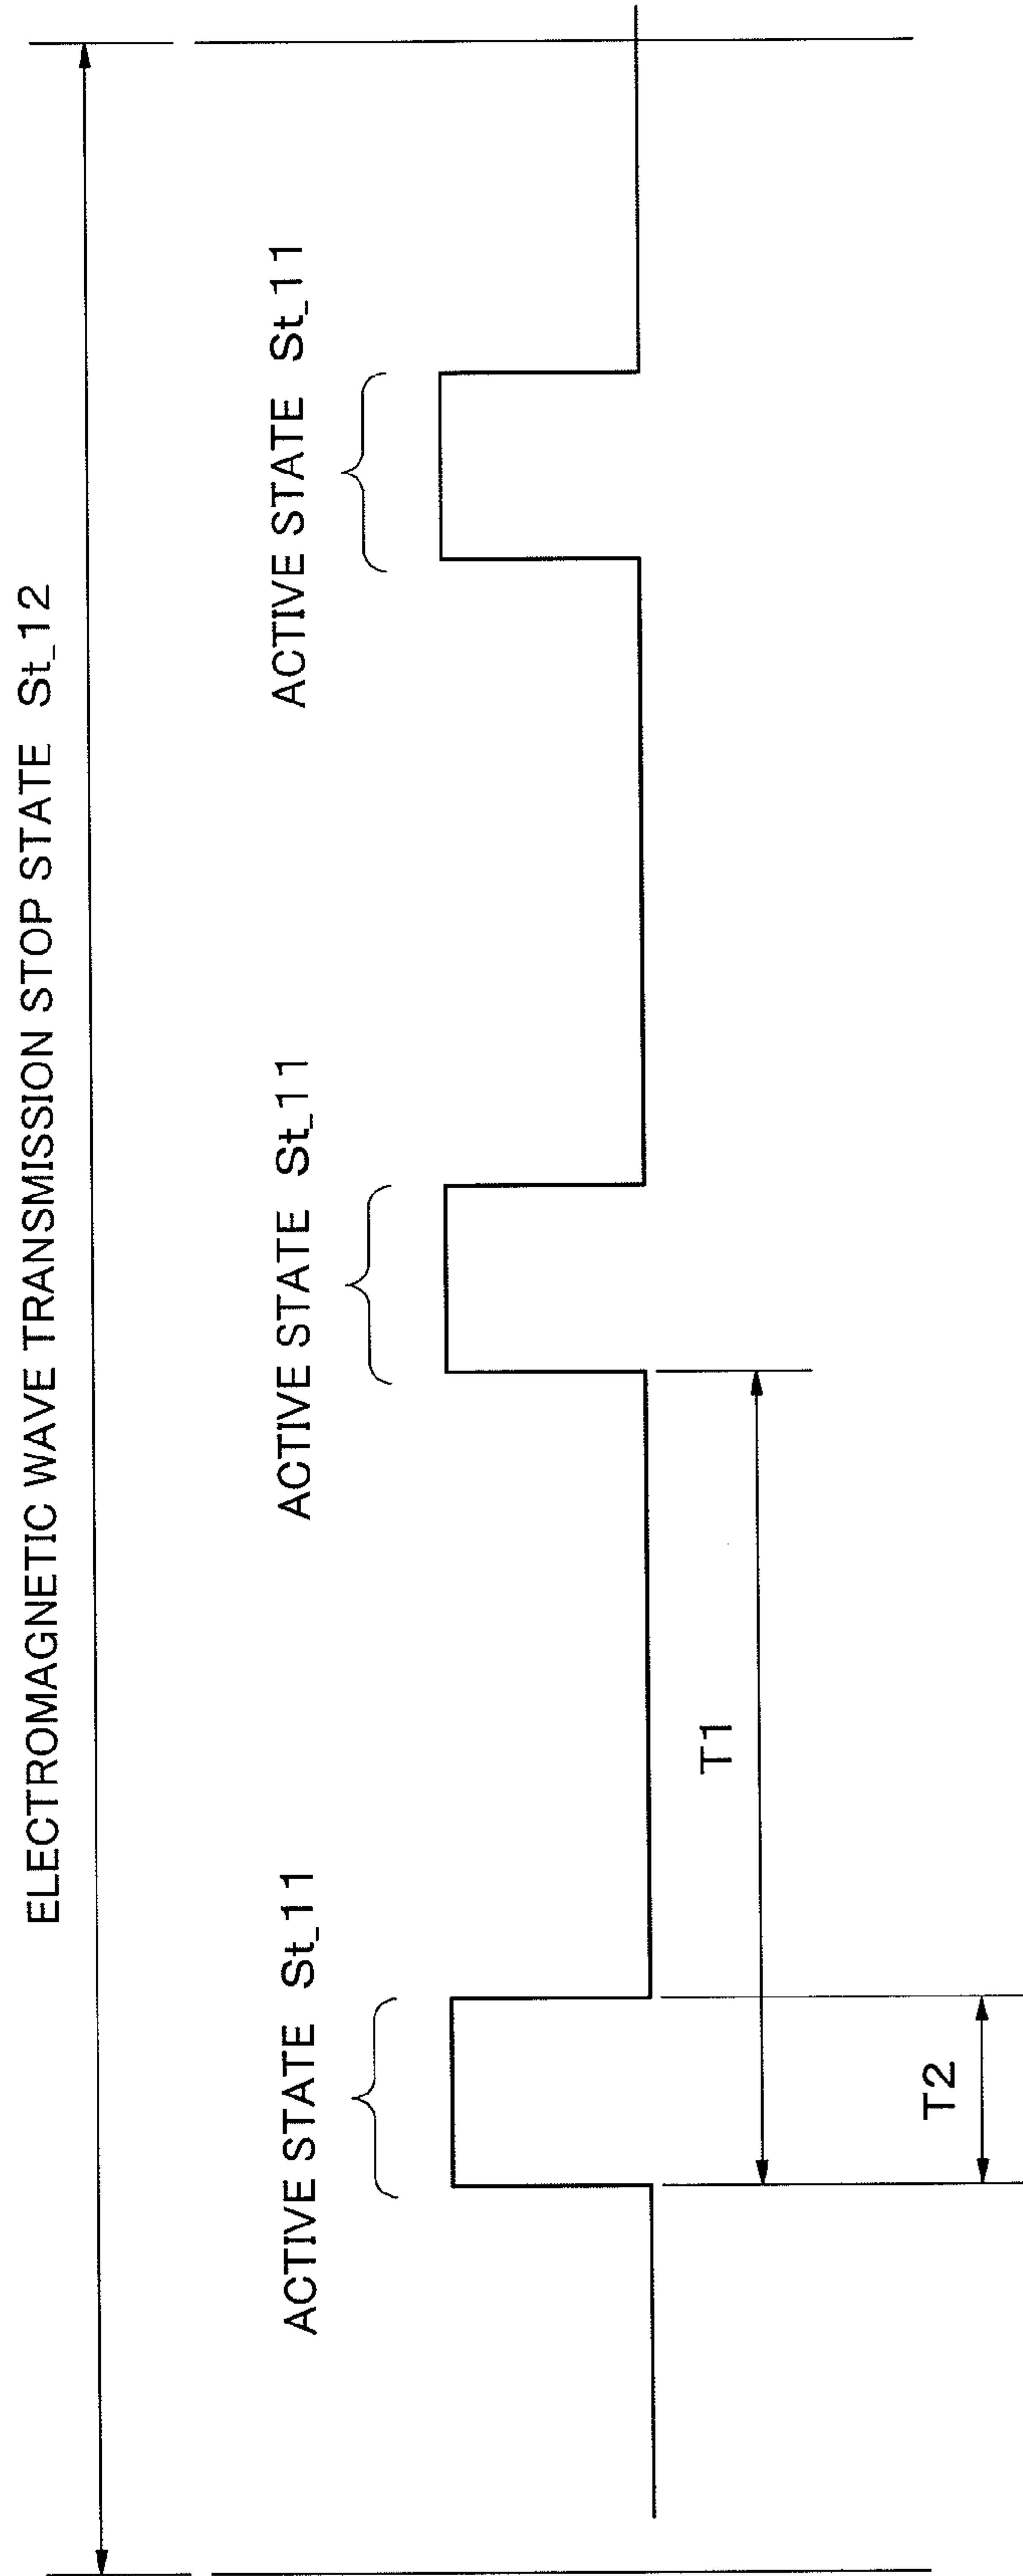 ELECTROMAGNETIC WAVE TRANSMISSION STOP STATE St_12
ACTIVE STATE St_11
ACTIVE STATE St_11
ACTIVE STATE St_11
T1
T2